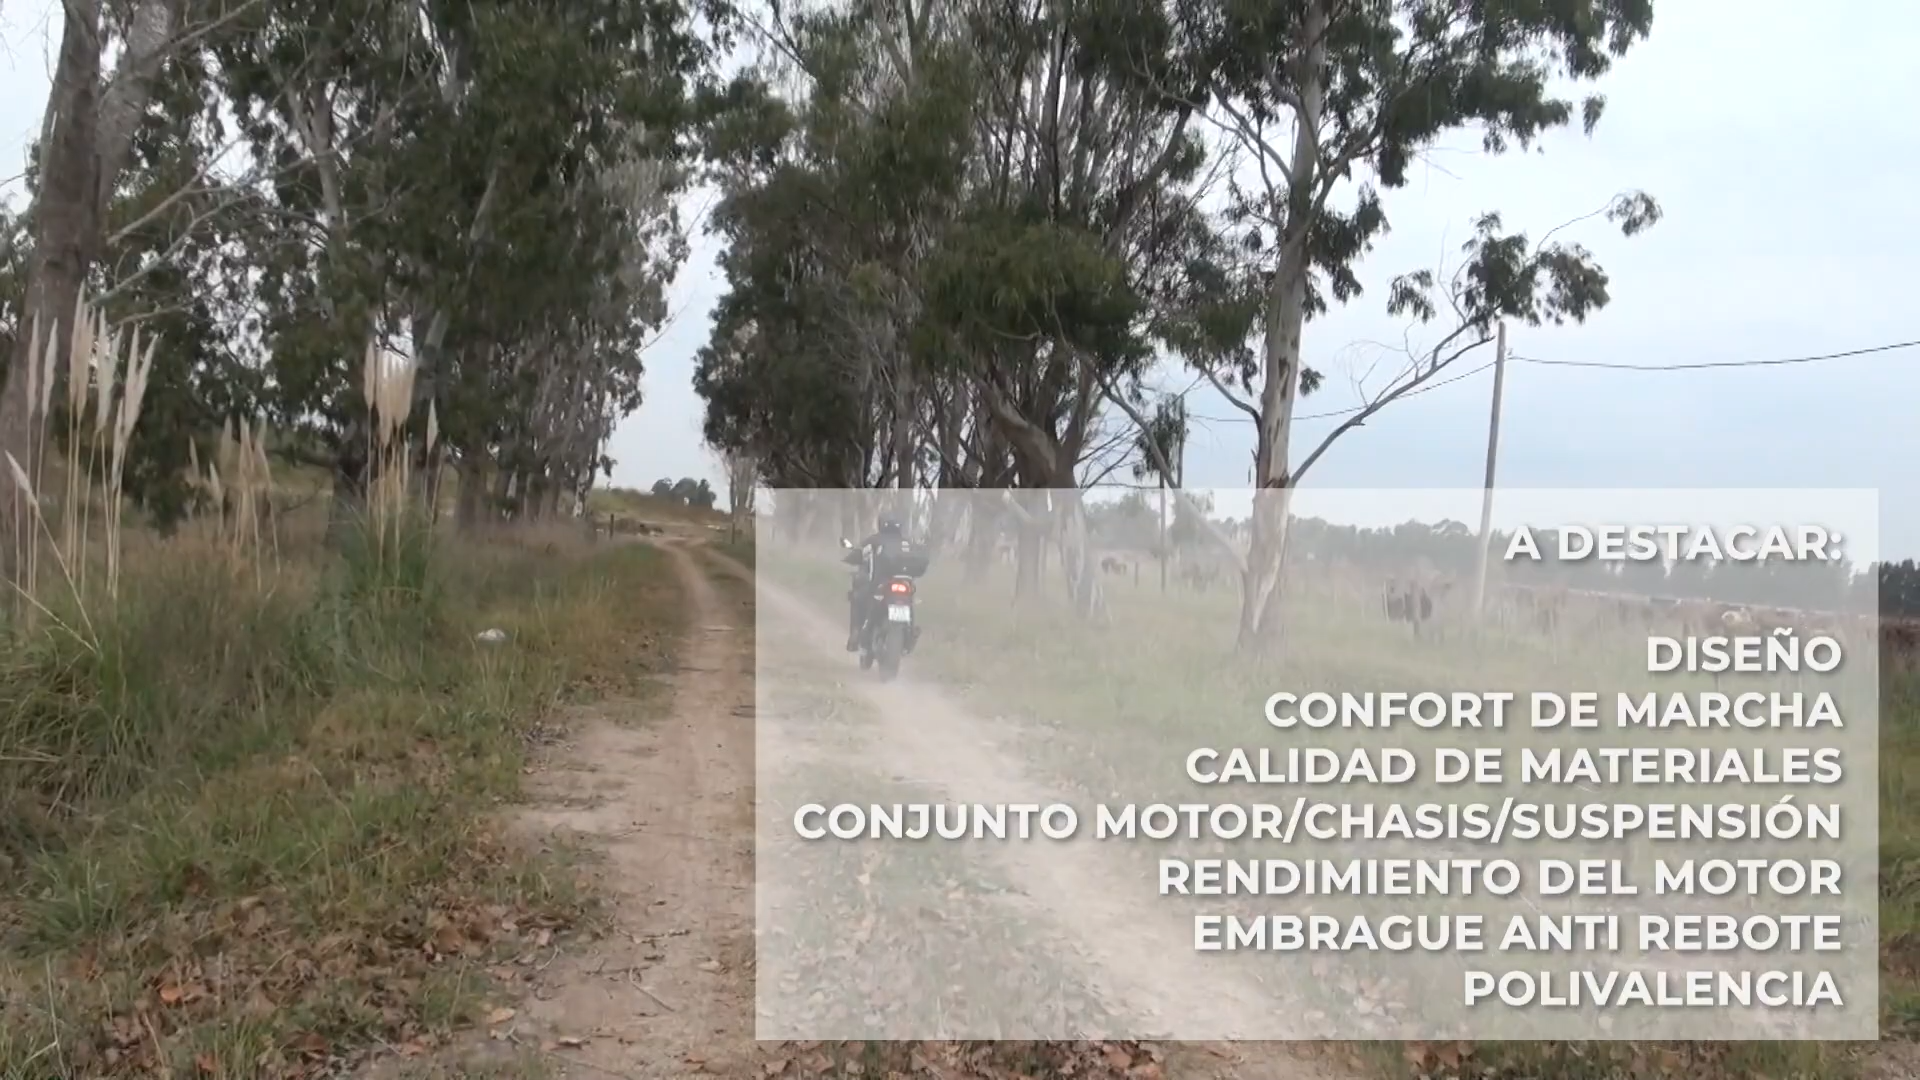 A DESTACAR:
DISEÑO
CONFORT DE MARCHA
CALIDAD DE MATERIALES
CONJUNTO MOTOR/CHASIS/SUSPENSIÓN
RENDIMIENTO DEL MOTOR
EMBRAGUE ANTI REBOTE
POLIVALENCIA